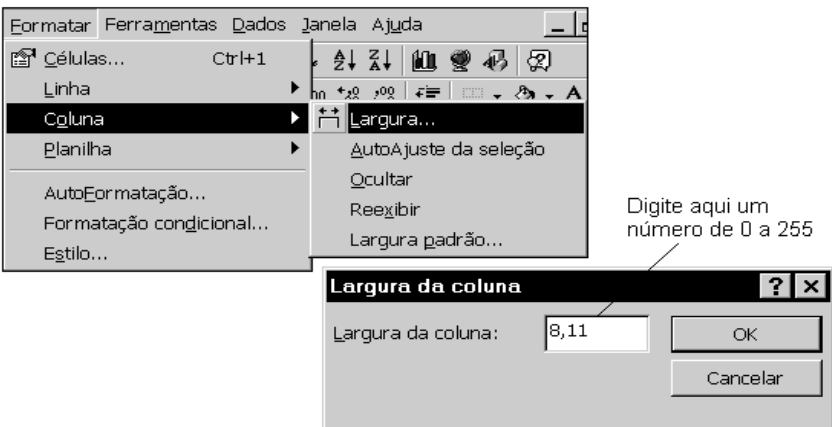 Formatar Ferramentas Dados Janela Ajuda
Células... Ctrl+1
Linha
Coluna
Planilha
AutoFormatação...
Formatação condicional...
Estilo...
Largura...
AutoAjuste da seleção
Ocultar
Reexibir
Largura padrão...
Digite aqui um
número de 0 a 255
Largura da coluna
Largura da coluna: 8,11 OK
Cancelar